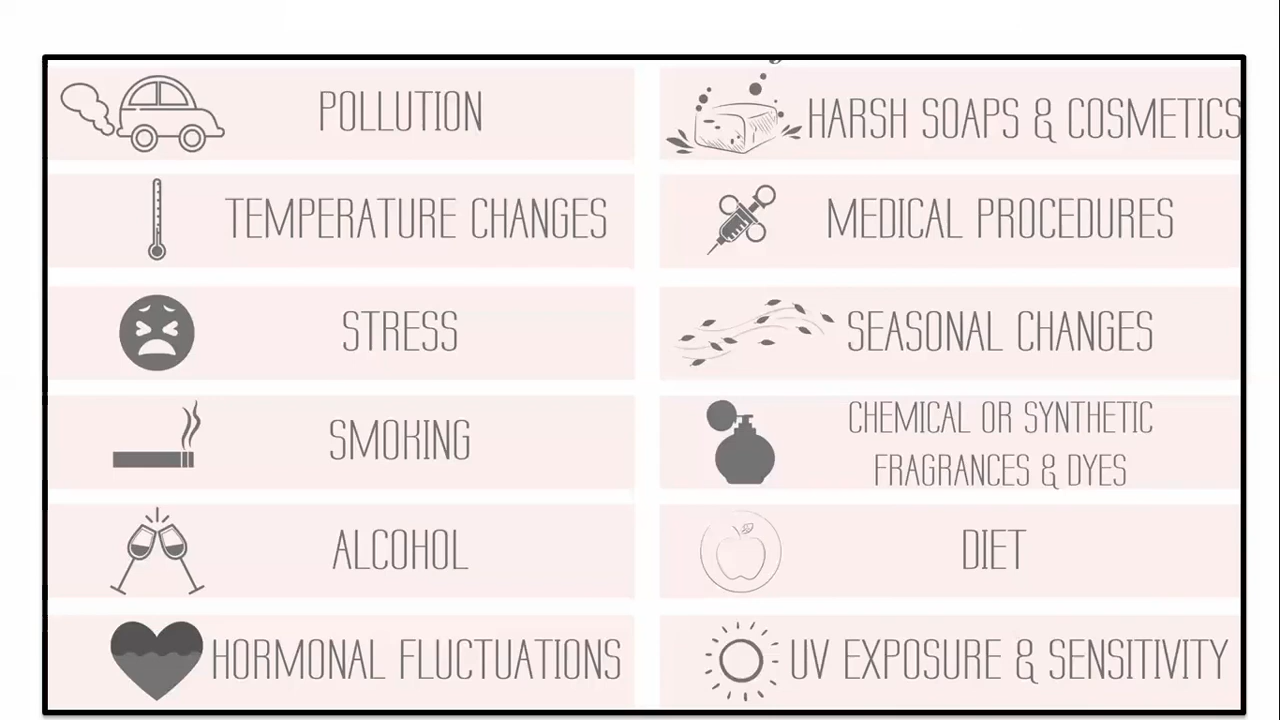 POLLUTION
HARSH SOAPS & COSMETICS
TEMPERATURE CHANGES
MEDICAL PROCEDURES
STRESS
SEASONAL CHANGES
SMOKING
CHEMICAL OR SYNTHETIC
FRAGRANCES & DYES
ALCOHOL
DIET
HORMONAL FLUCTUATIONS
UV EXPOSURE & SENSITIVITY